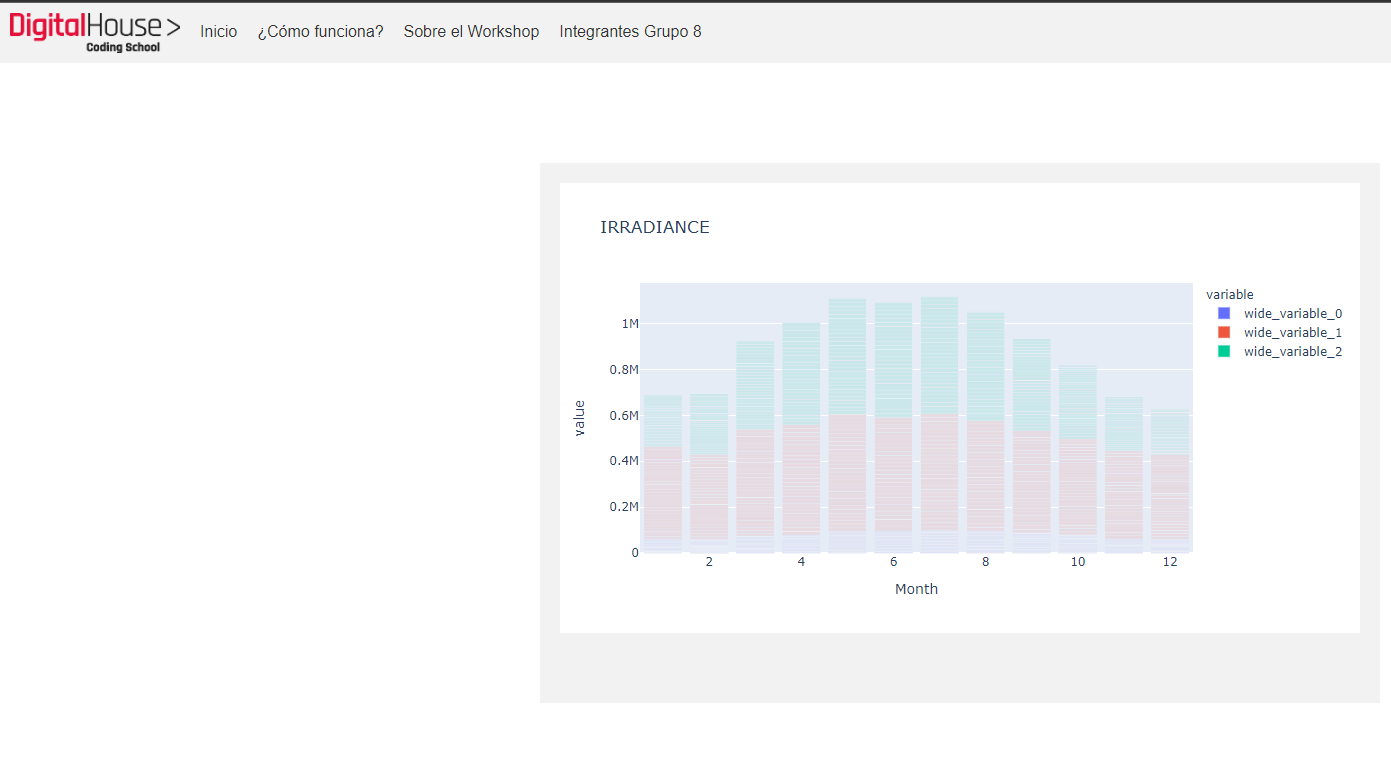 DigitalHouse >
Coding School
Inicio ¿Cómo funciona? Sobre el Workshop Integrantes Grupo 8
IRRADIANCE
variable
wide_variable_0
wide_variable_1
wide_variable_2
1M
0.8M
0.6M
0.4M
0.2M
0
value
2 4 6 8 10 12
Month